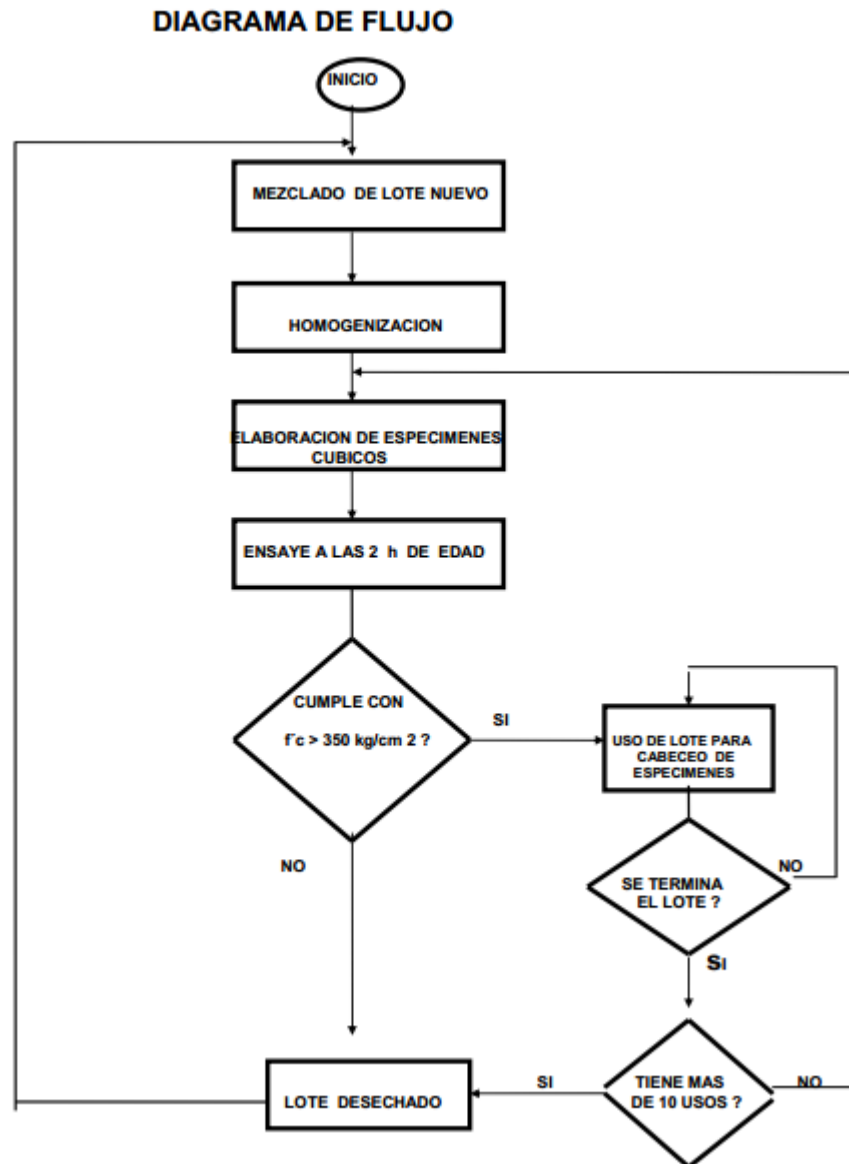 DIAGRAMA DE FLUJO
INICIO
MEZCLADO DE LOTE NUEVO
HOMOGENIZACION
ELABORACION DE ESPECIMENES
CUBICOS
ENSAYE A LAS 2 h DE EDAD
CUMPLE CON
f´c > 350 kg/cm 2 ?
SI
USO DE LOTE PARA
CABECEO DE
ESPECIMENES
NO
SE TERMINA
EL LOTE ?
NO
SI
LOTE DESECHADO
SI
TIENE MAS
DE 10 USOS ?
NO